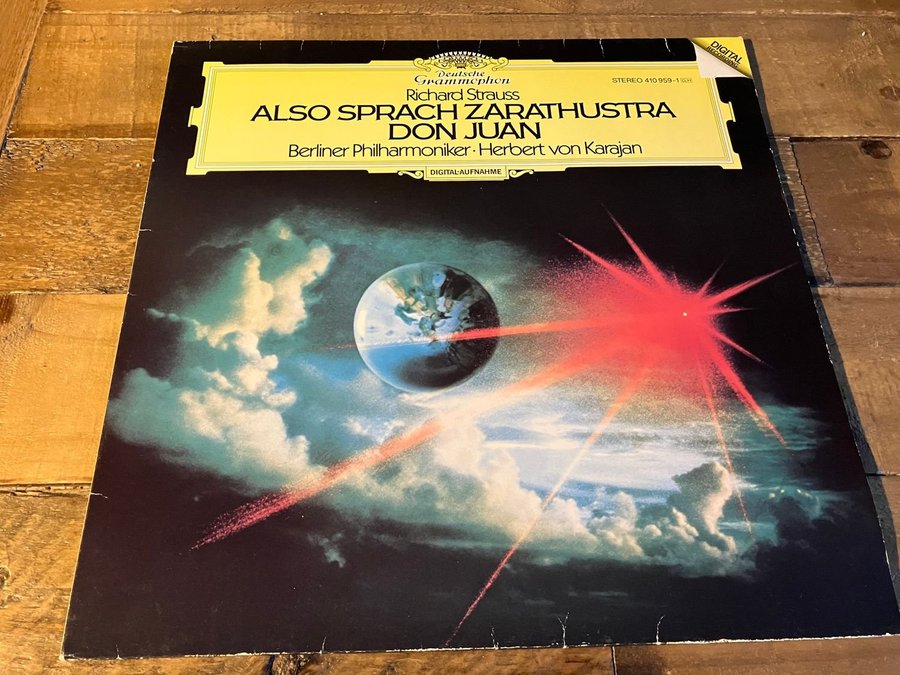 DIGITAL
RECORDING
Deutsche
Grammophon
STEREO 410 959-1
Richard Strauss
ALSO SPRACH ZARATHUSTRA
DON JUAN
Berliner Philharmoniker · Herbert von Karajan
DIGITAL-AUFNAHME